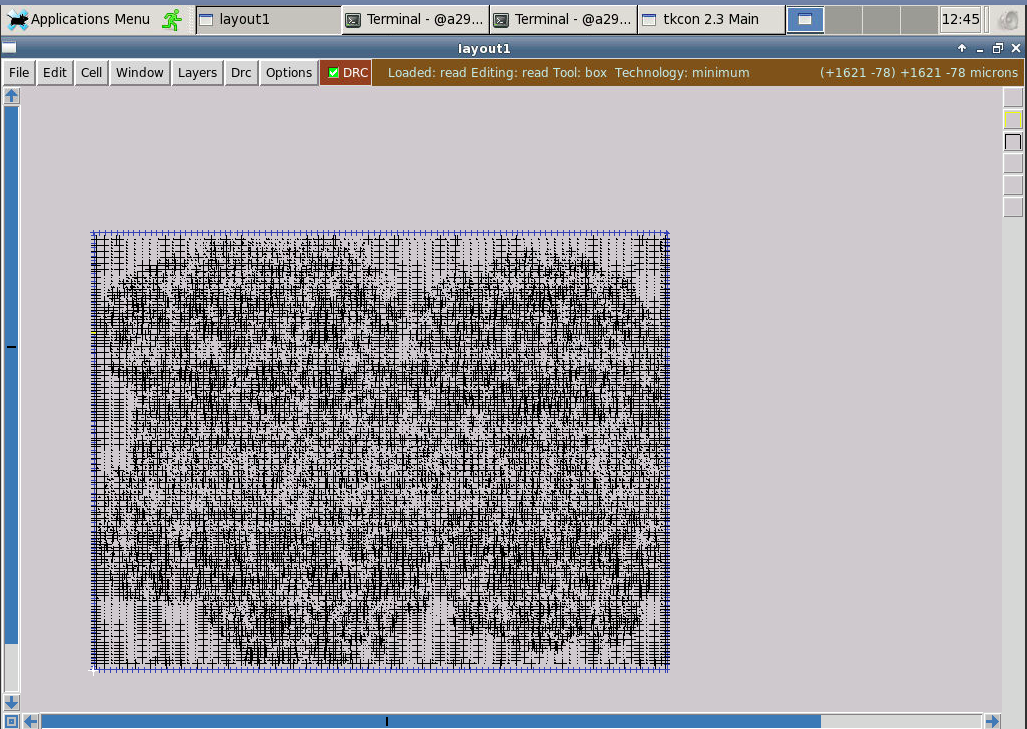 Applications Menu layout1 Terminal - @a29... Terminal - @a29... tkcon 2.3 Main 12:45
layout1
File Edit Cell Window Layers Drc Options DRC Loaded: read Editing: read Tool: box Technology: minimum (+1621 -78) +1621 -78 microns